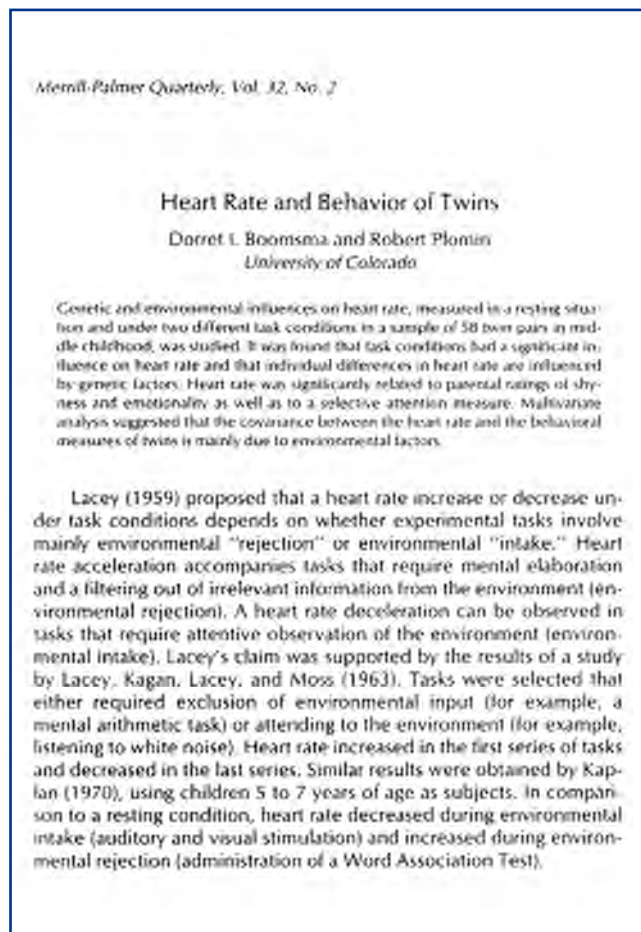 Merrill-Palmer Quarterly, Vol. 32, No. 2
Heart Rate and Behavior of Twins
Dorret I. Boomsma and Robert Plomin
University of Colorado
Genetic and environmental influences on heart rate, measured in a resting situa-
tion and under two different task conditions in a sample of 58 twin pairs in mid-
dle childhood, was studied. It was found that task conditions had a significant in-
fluence on heart rate and that individual differences in heart rate are influenced
by genetic factors. Heart rate was significantly related to parental ratings of shy-
ness and emotionality as well as to a selective attention measure. Multivariate
analysis suggested that the covariance between the heart rate and the behavioral
measures of twins is mainly due to environmental factors.
Lacey (1959) proposed that a heart rate increase or decrease un-
der task conditions depends on whether experimental tasks involve
mainly environmental "rejection" or environmental "intake." Heart
rate acceleration accompanies tasks that require mental elaboration
and a filtering out of irrelevant information from the environment (en-
vironmental rejection). A heart rate deceleration can be observed in
tasks that require attentive observation of the environment (environ-
mental intake). Lacey's claim was supported by the results of a study
by Lacey, Kagan, Lacey, and Moss (1963). Tasks were selected that
either required exclusion of environmental input (for example, a
mental arithmetic task) or attending to the environment (for example,
listening to white noise). Heart rate increased in the first series of tasks
and decreased in the last series. Similar results were obtained by Kap-
lan (1970), using children 5 to 7 years of age as subjects. In compari-
son to a resting condition, heart rate decreased during environmental
intake (auditory and visual stimulation) and increased during environ-
mental rejection (administration of a Word Association Test).